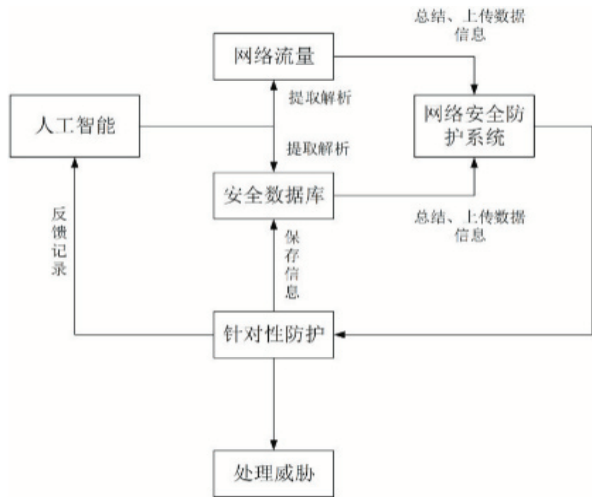 总结、上传数据
信息
网络流量
提取解析
人工智能
网络安全防
护系统
提取解析
安全数据库
总结、上传数据
信息
反馈记录
保存信息
针对性防护
处理威胁